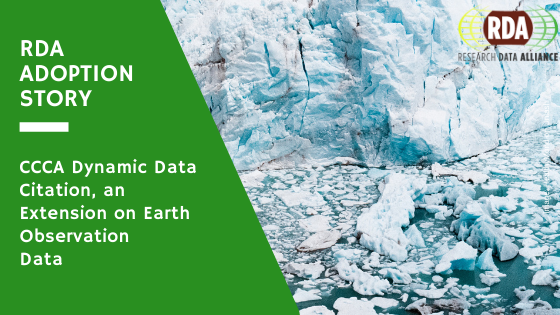 RDA
ADOPTION
STORY
CCCA Dynamic Data
Citation, an
Extension on Earth
Observation
Data
RDA
RESEARCH DATA ALLIANCE